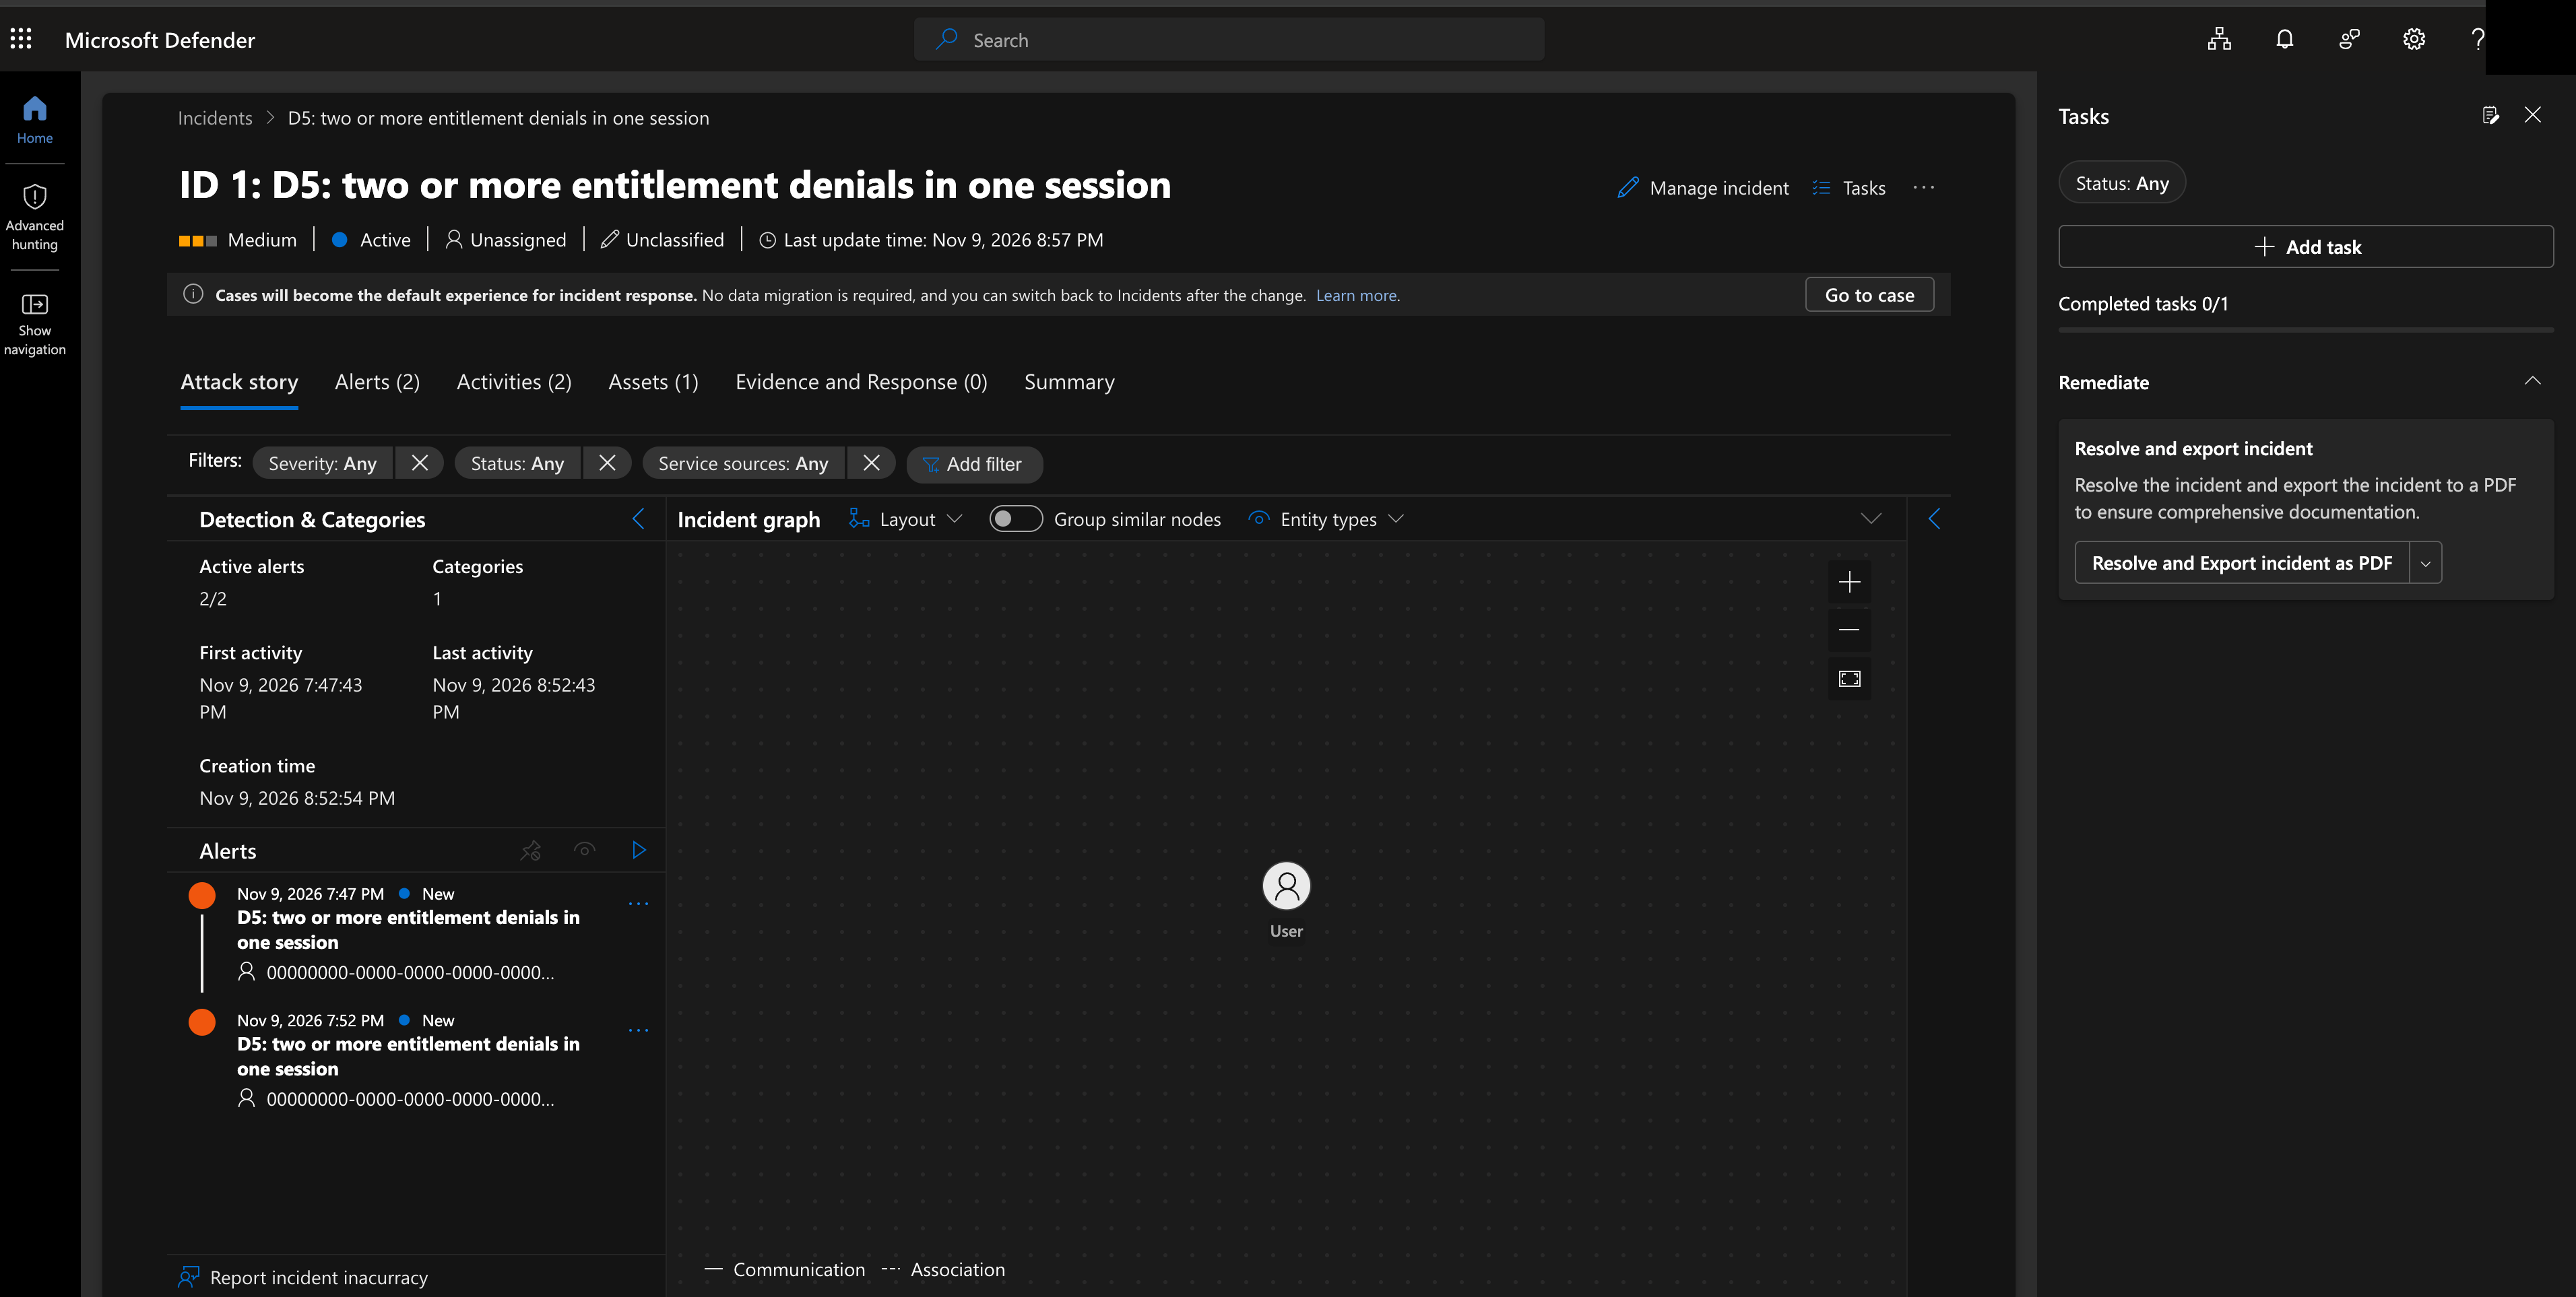 Microsoft Defender
Search
Home
Advanced
hunting
Show
navigation
Incidents > D5: two or more entitlement denials in one session
ID 1: D5: two or more entitlement denials in one session
Manage incident
Tasks
Medium | Active | Unassigned | Unclassified | Last update time: Nov 9, 2026 8:57 PM
Cases will become the default experience for incident response. No data migration is required, and you can switch back to Incidents after the change. Learn more.
Go to case
Attack story
Alerts (2)
Activities (2)
Assets (1)
Evidence and Response (0)
Summary
Filters:
Severity: Any
Status: Any
Service sources: Any
Add filter
Detection & Categories
Active alerts
2/2
Categories
1
First activity
Nov 9, 2026 7:47:43
PM
Last activity
Nov 9, 2026 8:52:43
PM
Creation time
Nov 9, 2026 8:52:54 PM
Alerts
Nov 9, 2026 7:47 PM
New
D5: two or more entitlement denials in
one session
00000000-0000-0000-0000-0000...
Nov 9, 2026 7:52 PM
New
D5: two or more entitlement denials in
one session
00000000-0000-0000-0000-0000...
Report incident inacurracy
Incident graph
Layout
Group similar nodes
Entity types
User
Communication
Association
Tasks
Status: Any
+ Add task
Completed tasks 0/1
Remediate
Resolve and export incident
Resolve the incident and export the incident to a PDF
to ensure comprehensive documentation.
Resolve and Export incident as PDF